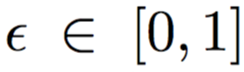 ϵ ∈ [0, 1]